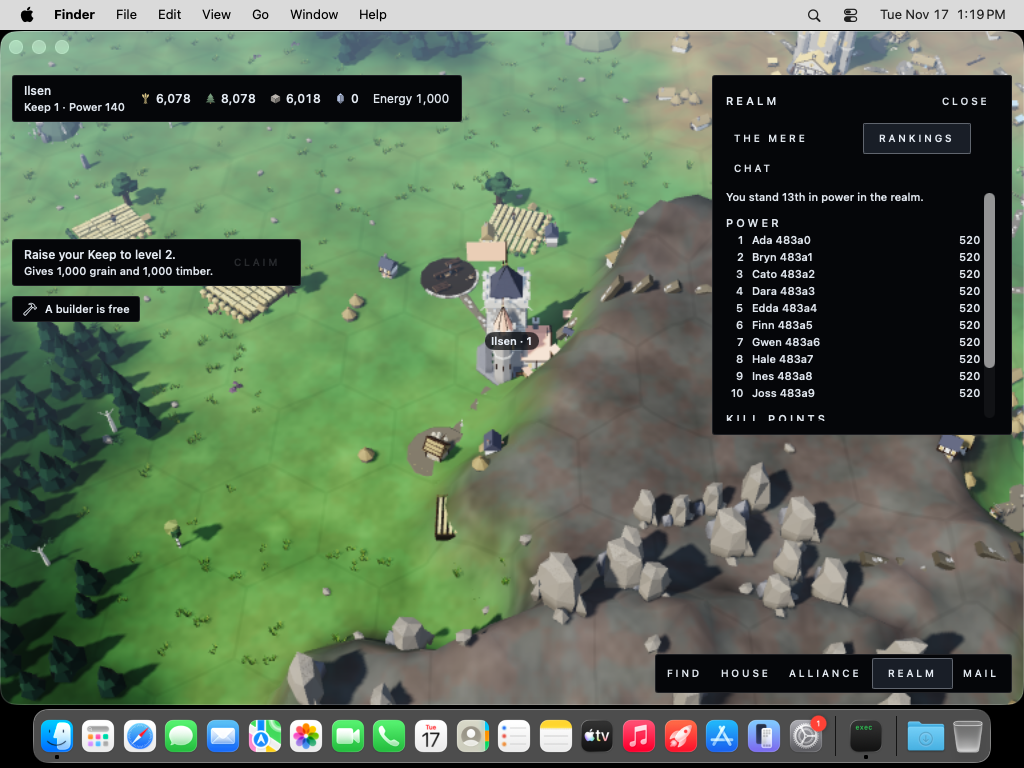 Finder File Edit View Go Window Help Tue Nov 17 1:19 PM
Ilsen
Keep 1 · Power 140
6,078 8,078 6,018 0 Energy 1,000
REALM CLOSE
THE MERE RANKINGS
CHAT
You stand 13th in power in the realm.
POWER
1 Ada 483a0 520
2 Bryn 483a1 520
3 Cato 483a2 520
4 Dara 483a3 520
5 Edda 483a4 520
6 Finn 483a5 520
7 Gwen 483a6 520
8 Hale 483a7 520
9 Ines 483a8 520
10 Joss 483a9 520
KILL POINTS
Raise your Keep to level 2.
Gives 1,000 grain and 1,000 timber.
CLAIM
A builder is free
Ilsen · 1
FIND HOUSE ALLIANCE REALM MAIL
Tue
17
tv
1
exec